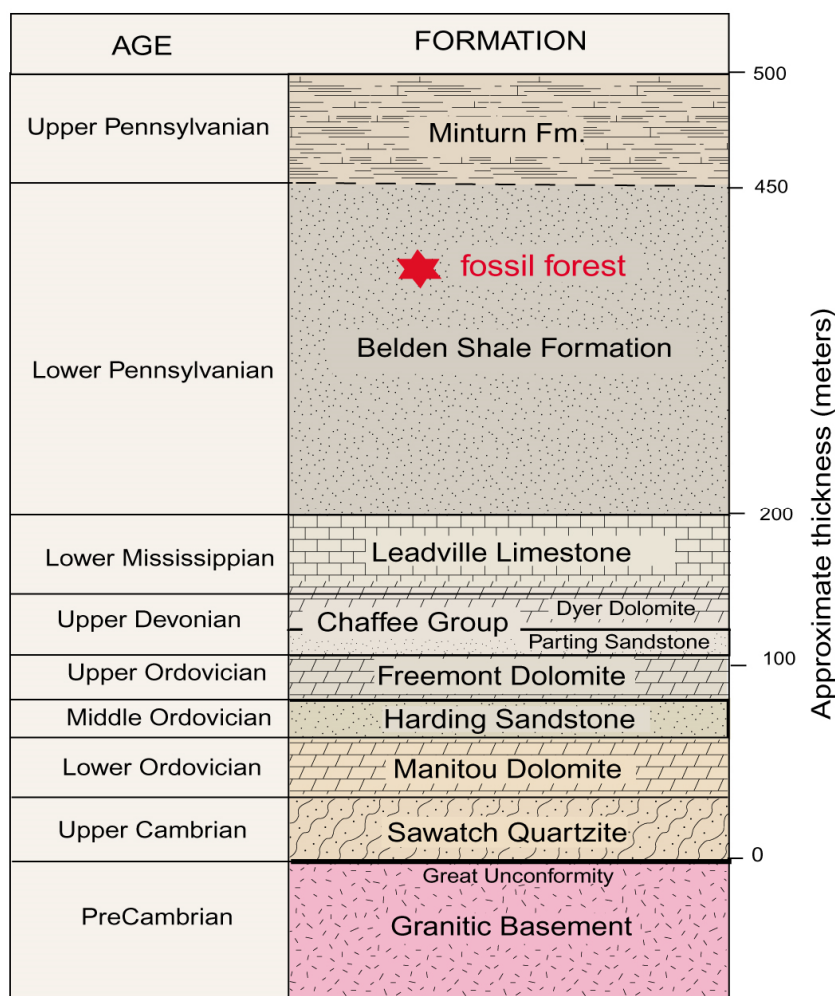 AGE FORMATION
500
Upper Pennsylvanian Minturn Fm.
450
fossil forest
Belden Shale Formation
Lower Pennsylvanian
200
Lower Mississippian Leadville Limestone
Dyer Dolomite
Upper Devonian Chaffee Group
Parting Sandstone
100
Upper Ordovician Freemont Dolomite
Middle Ordovician Harding Sandstone
Lower Ordovician Manitou Dolomite
Upper Cambrian Sawatch Quartzite
0
Great Unconformity
PreCambrian Granitic Basement
Approximate thickness (meters)